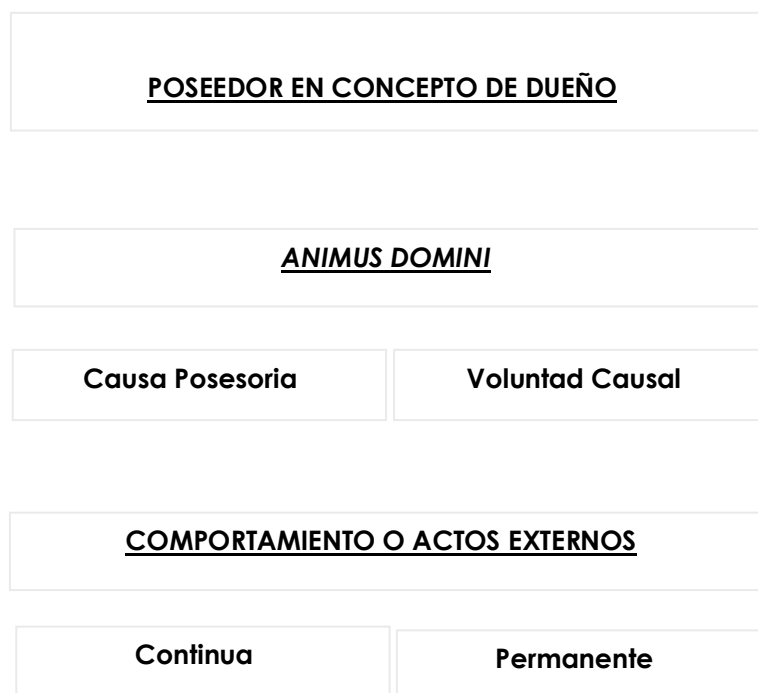 POSEEDOR EN CONCEPTO DE DUEÑO
ANIMUS DOMINI
Causa Posesoria
Voluntad Causal
COMPORTAMIENTO O ACTOS EXTERNOS
Continua
Permanente